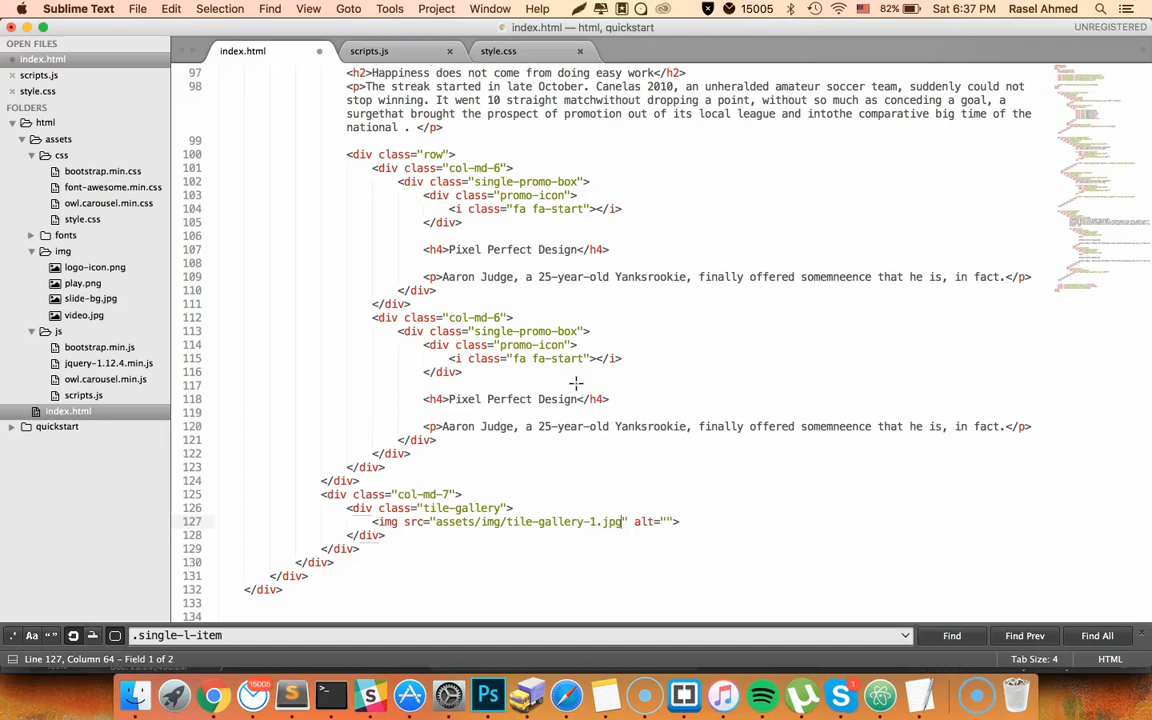 Sublime Text File Edit Selection Find View Goto Tools Project Window Help 15005 82% Sat 6:37 PM Rasel Ahmed
index.html — html, quickstart UNREGISTERED
OPEN FILES
index.html
scripts.js
style.css
FOLDERS
html
assets
css
bootstrap.min.css
font-awesome.min.css
owl.carousel.min.css
style.css
fonts
img
logo-icon.png
play.png
slide-bg.jpg
video.jpg
js
bootstrap.min.js
jquery-1.12.4.min.js
owl.carousel.min.js
scripts.js
index.html
quickstart
index.html scripts.js style.css
97 <h2>Happiness does not come from doing easy work</h2>
98 <p>The streak started in late October. Canelas 2010, an unheralded amateur soccer team, suddenly could not
stop winning. It went 10 straight matchwithout dropping a point, without so much as conceding a goal, a
surgethat brought the prospect of promotion out of its local league and intothe comparative big time of the
national . </p>
99
100 <div class="row">
101 <div class="col-md-6">
102 <div class="single-promo-box">
103 <div class="promo-icon">
104 <i class="fa fa-start"></i>
105 </div>
106
107 <h4>Pixel Perfect Design</h4>
108
109 <p>Aaron Judge, a 25-year-old Yanksrookie, finally offered somemneence that he is, in fact.</p>
110 </div>
111 </div>
112 <div class="col-md-6">
113 <div class="single-promo-box">
114 <div class="promo-icon">
115 <i class="fa fa-start"></i>
116 </div>
117
118 <h4>Pixel Perfect Design</h4>
119
120 <p>Aaron Judge, a 25-year-old Yanksrookie, finally offered somemneence that he is, in fact.</p>
121 </div>
122 </div>
123 </div>
124 </div>
125 <div class="col-md-7">
126 <div class="tile-gallery">
127 <img src="assets/img/tile-gallery-1.jpg" alt="">
128 </div>
129 </div>
130 </div>
131 </div>
132 </div>
133
134
.* Aa “” .single-l-item Find Find Prev Find All
Line 127, Column 64 - Field 1 of 2 Tab Size: 4 HTML
15005
1